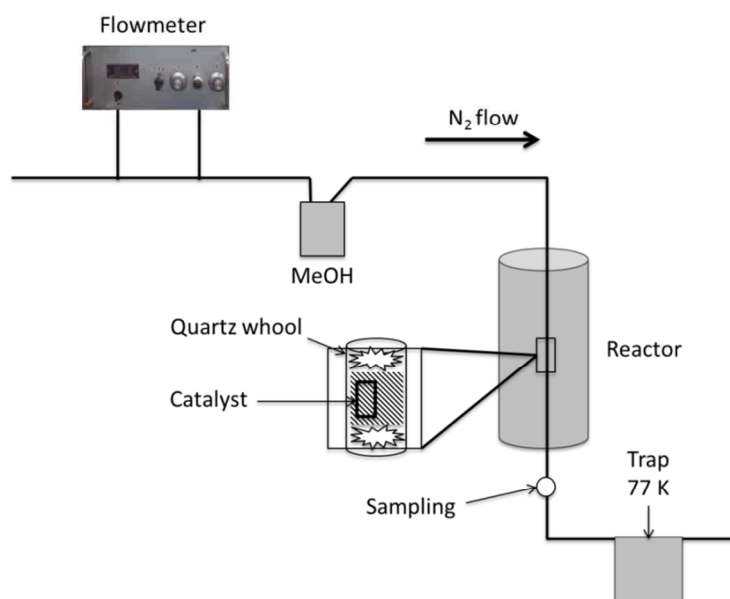 Flowmeter
N₂ flow
MeOH
Quartz whool
Reactor
Catalyst
Trap
77 K
Sampling